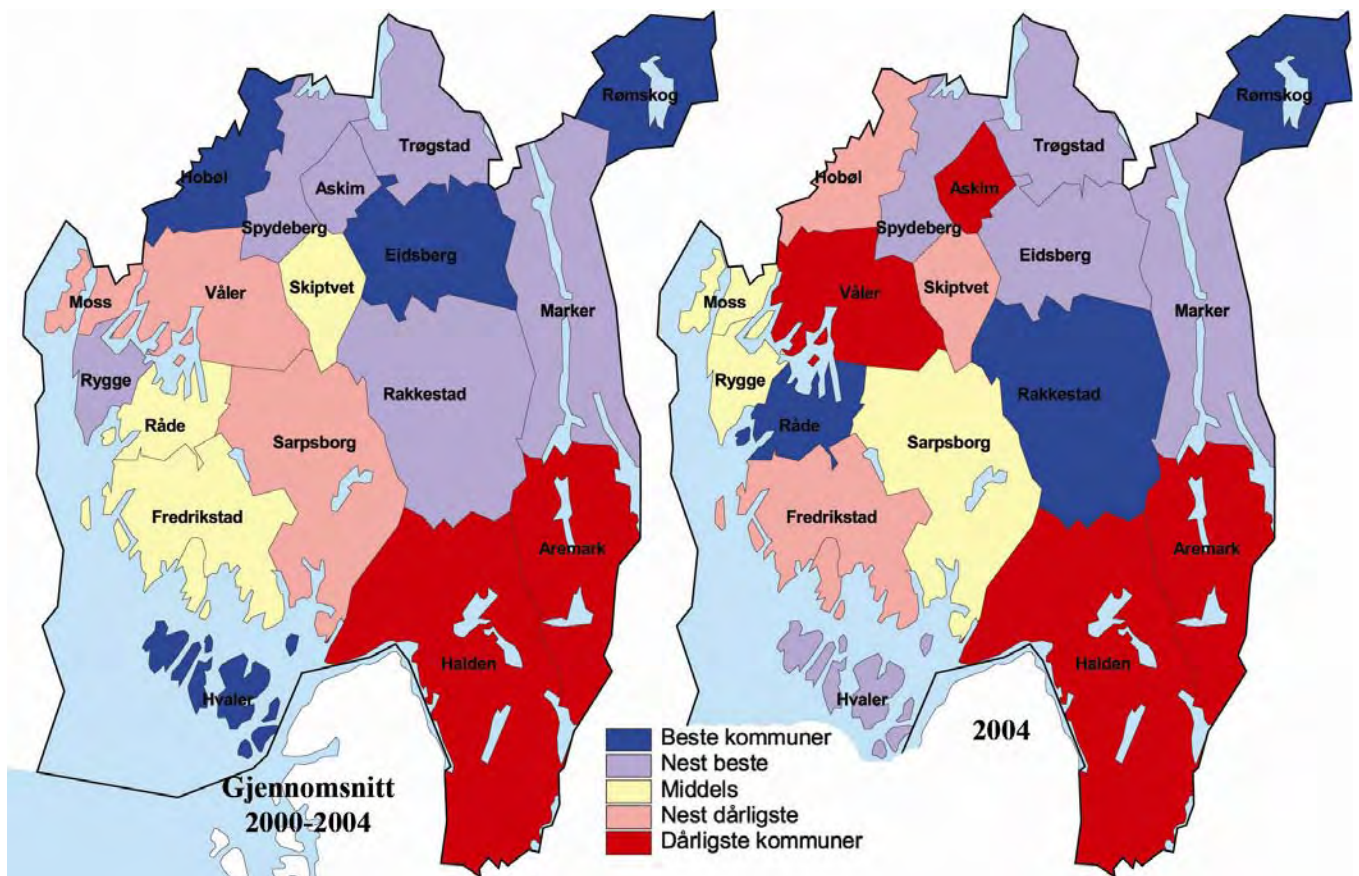 Rømskog
Trøgstad
Hobøl
Askim
Spydeberg
Eidsberg
Skiptvet
Våler
Moss
Marker
Rygge
Rakkestad
Råde
Sarpsborg
Fredrikstad
Aremark
Halden
Hvaler
Gjennomsnitt
2000-2004
Rømskog
Trøgstad
Hobøl
Askim
Spydeberg
Eidsberg
Skiptvet
Våler
Moss
Marker
Rygge
Rakkestad
Råde
Sarpsborg
Fredrikstad
Aremark
Halden
Hvaler
2004
Beste kommuner
Nest beste
Middels
Nest dårligste
Dårligste kommuner